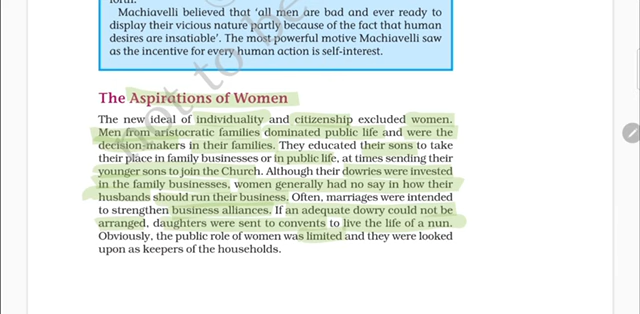 Machiavelli believed that 'all men are bad and ever ready to
display their vicious nature partly because of the fact that human
desires are insatiable'. The most powerful motive Machiavelli saw
as the incentive for every human action is self-interest.
The Aspirations of Women
The new ideal of individuality and citizenship excluded women.
Men from aristocratic families dominated public life and were the
decision-makers in their families. They educated their sons to take
their place in family businesses or in public life, at times sending their
younger sons to join the Church. Although their dowries were invested
in the family businesses, women generally had no say in how their
husbands should run their business. Often, marriages were intended
to strengthen business alliances. If an adequate dowry could not be
arranged, daughters were sent to convents to live the life of a nun.
Obviously, the public role of women was limited and they were looked
upon as keepers of the households.
not to be